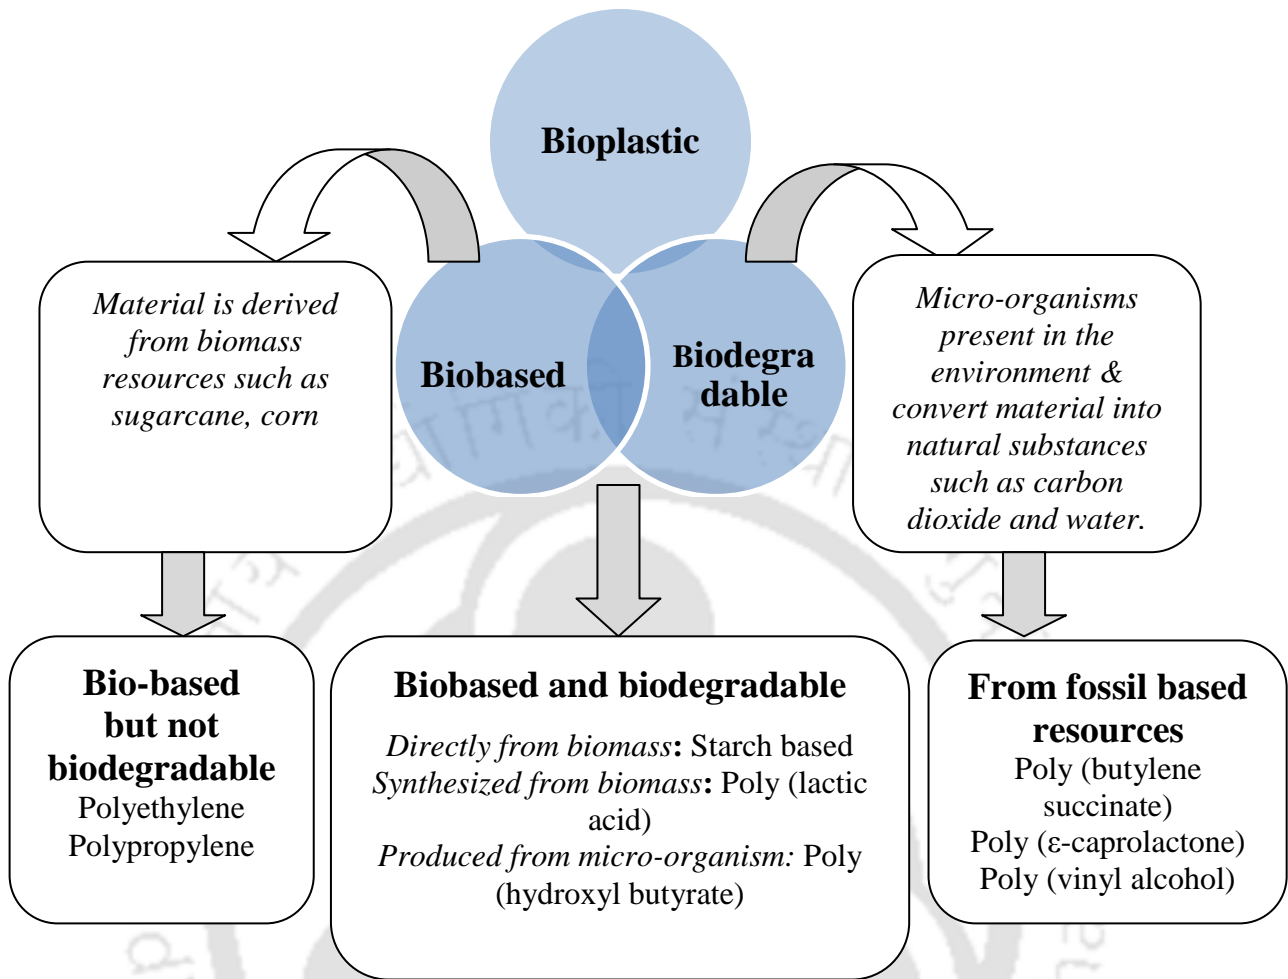 Bioplastic
Biobased
Biodegra
dable
Material is derived
from biomass
resources such as
sugarcane, corn
Micro-organisms
present in the
environment &
convert material into
natural substances
such as carbon
dioxide and water.
Bio-based
but not
biodegradable
Polyethylene
Polypropylene
Biobased and biodegradable
Directly from biomass: Starch based
Synthesized from biomass: Poly (lactic
acid)
Produced from micro-organism: Poly
(hydroxyl butyrate)
From fossil based
resources
Poly (butylene
succinate)
Poly (ε-caprolactone)
Poly (vinyl alcohol)